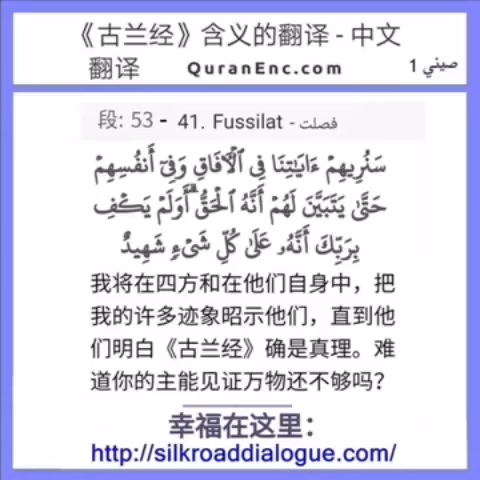 《古兰经》含义的翻译 - 中文
翻译 QuranEnc.com صيني 1
段: 53 - 41. Fussilat - فصلت
سَنُرِيهِمۡ ءَايَٰتِنَا فِي ٱلۡأٓفَاقِ وَفِيٓ أَنفُسِهِمۡ
حَتَّىٰ يَتَبَيَّنَ لَهُمۡ أَنَّهُ ٱلۡحَقُّۗ أَوَلَمۡ يَكۡفِ
بِرَبِّكَ أَنَّهُۥ عَلَىٰ كُلِّ شَيۡءٖ شَهِيدٌ
我将在四方和在他们自身中，把
我的许多迹象昭示他们，直到他
们明白《古兰经》确是真理。难
道你的主能见证万物还不够吗？
幸福在这里：
http://silkroaddialogue.com/